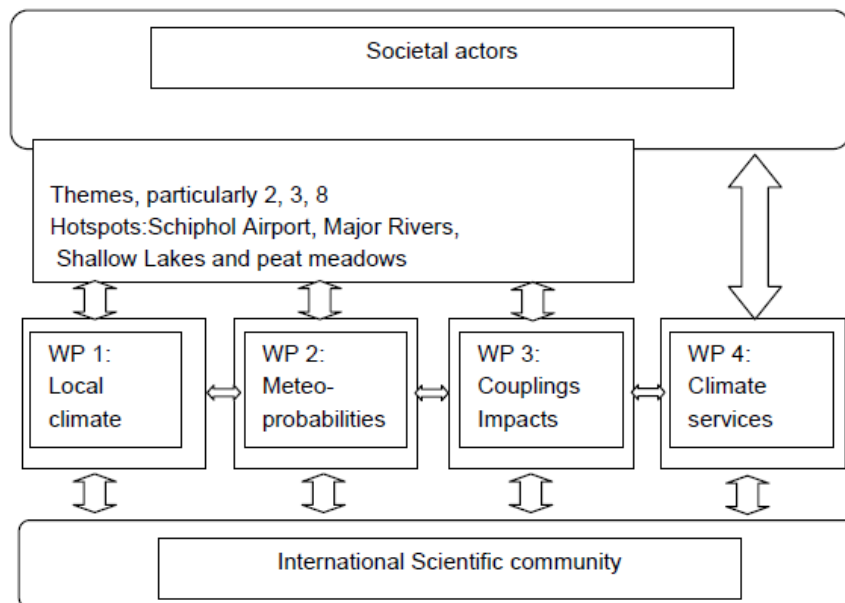 Societal actors
Themes, particularly 2, 3, 8
Hotspots:Schiphol Airport, Major Rivers,
Shallow Lakes and peat meadows
WP 1:
Local
climate
WP 2:
Meteo-
probabilities
WP 3:
Couplings
Impacts
WP 4:
Climate
services
International Scientific community